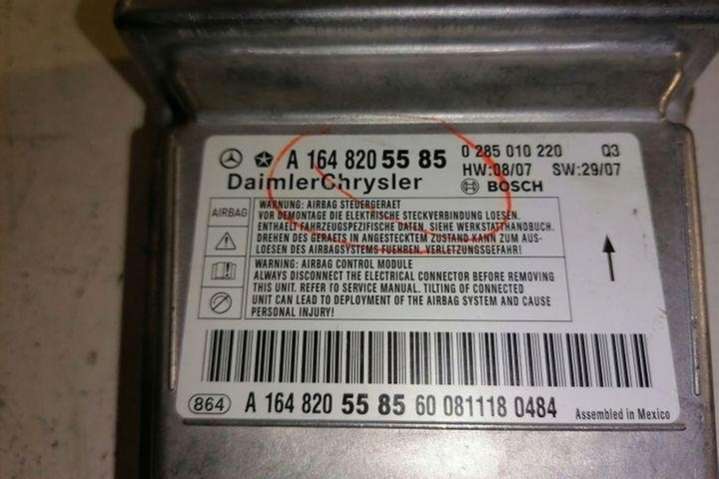 A 164 820 55 85 0 285 010 220 Q3
HW:08/07 SW:29/07
DaimlerChrysler BOSCH
AIRBAG
WARNUNG: AIRBAG STEUERGERAET
VOR DEMONTAGE DIE ELEKTRISCHE STECKVERBINDUNG LOESEN.
ENTHAELT FAHRZEUGSPEZIFISCHE DATEN, SIEHE WERKSTATTHANDBUCH.
DREHEN DES GERAETS IN ANGESTECKTEM ZUSTAND KANN ZUM AUS-
LOESEN DES AIRBAGSYSTEMS FUEHREN. VERLETZUNGSGEFAHR!
WARNING: AIRBAG CONTROL MODULE
ALWAYS DISCONNECT THE ELECTRICAL CONNECTOR BEFORE REMOVING
THIS UNIT. REFER TO SERVICE MANUAL. TILTING OF CONNECTED
UNIT CAN LEAD TO DEPLOYMENT OF THE AIRBAG SYSTEM AND CAUSE
PERSONAL INJURY!
864 A 164 820 55 85 60 081118 0484 Assembled in Mexico